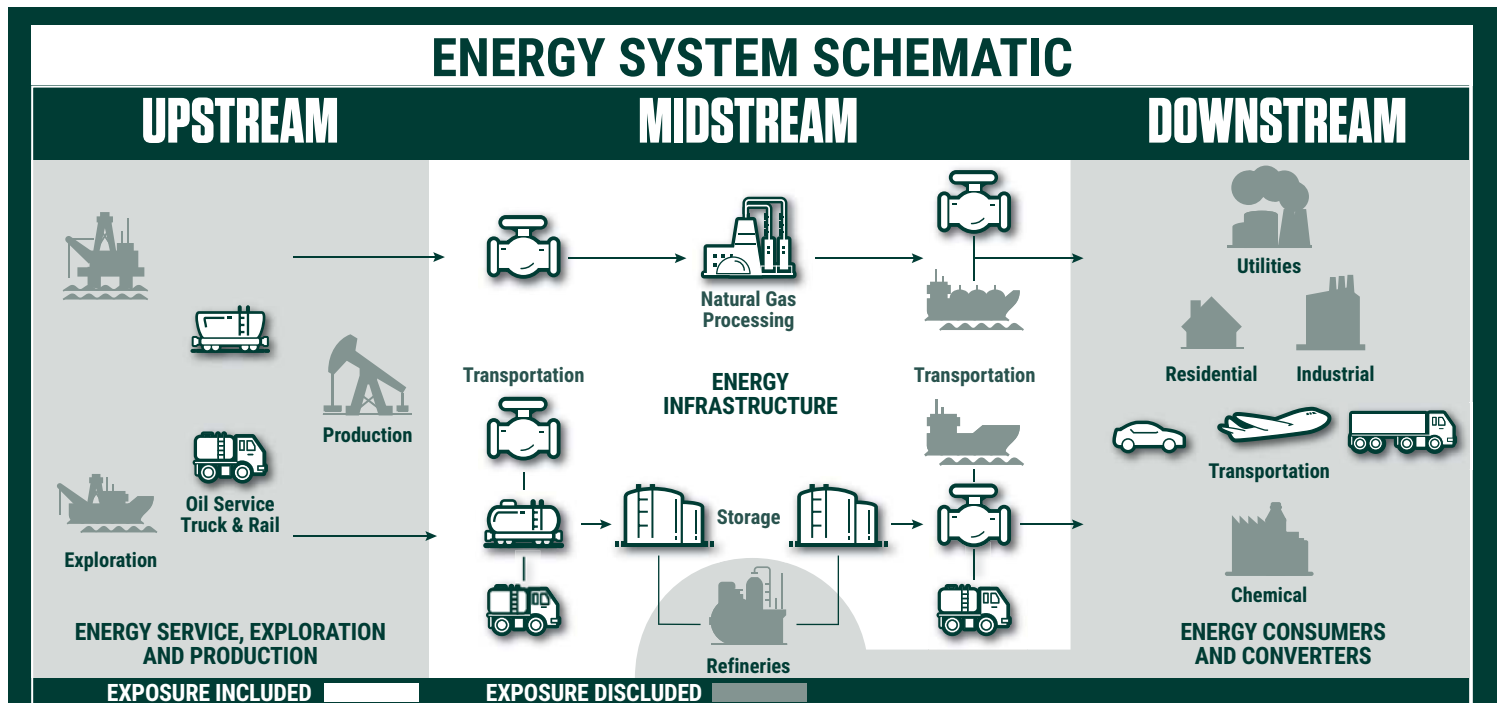 ENERGY SYSTEM SCHEMATIC
UPSTREAM
MIDSTREAM
DOWNSTREAM
Production
Oil Service
Truck & Rail
Exploration
ENERGY SERVICE, EXPLORATION
AND PRODUCTION
Natural Gas
Processing
Transportation
ENERGY
INFRASTRUCTURE
Transportation
Storage
Refineries
Utilities
Residential
Industrial
Transportation
Chemical
ENERGY CONSUMERS
AND CONVERTERS
EXPOSURE INCLUDED
EXPOSURE DISCLUDED